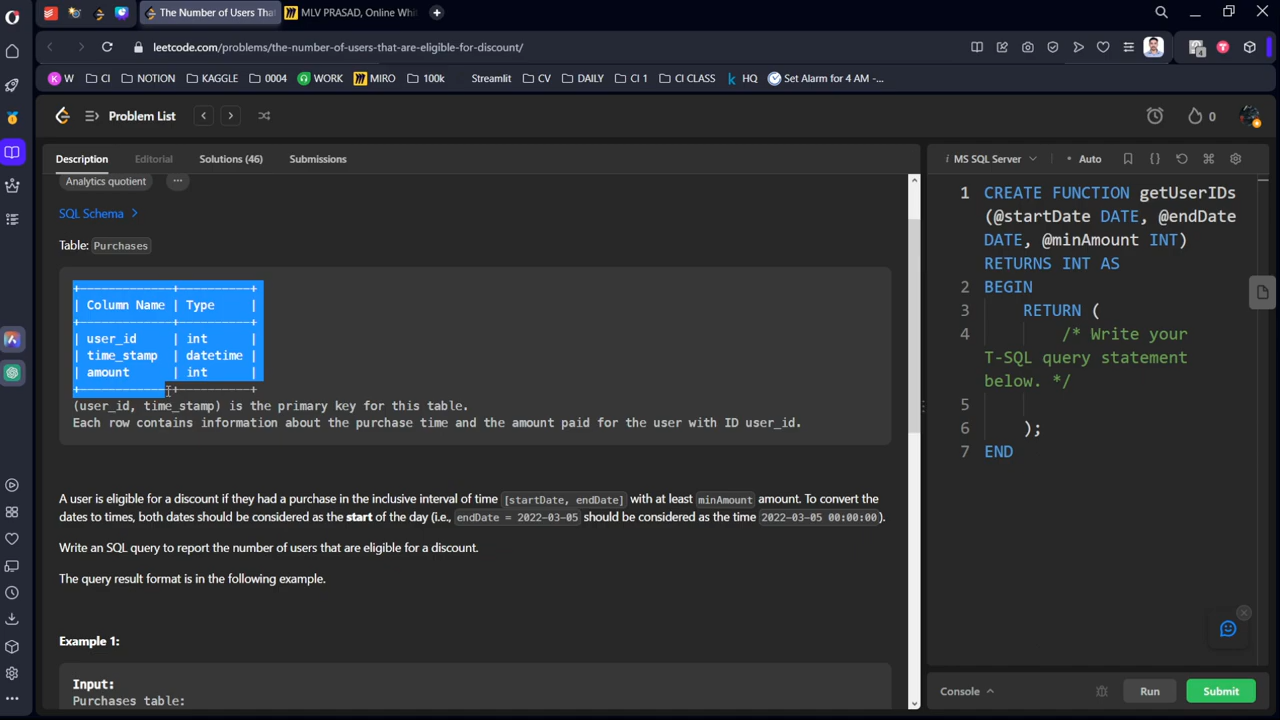 The Number of Users That
MLV PRASAD, Online Whit
leetcode.com/problems/the-number-of-users-that-are-eligible-for-discount/
W
CI
NOTION
KAGGLE
0004
WORK
MIRO
100k
Streamlit
CV
DAILY
CI 1
CI CLASS
HQ
Set Alarm for 4 AM -...
Problem List
0
Description
Editorial
Solutions (46)
Submissions
Analytics quotient
...
SQL Schema >
Table: Purchases
+-------------+----------+
| Column Name | Type     |
+-------------+----------+
| user_id     | int      |
| time_stamp  | datetime |
| amount      | int      |
+-------------+----------+
(user_id, time_stamp) is the primary key for this table.
Each row contains information about the purchase time and the amount paid for the user with ID user_id.
A user is eligible for a discount if they had a purchase in the inclusive interval of time [startDate, endDate] with at least minAmount amount. To convert the
dates to times, both dates should be considered as the start of the day (i.e., endDate = 2022-03-05 should be considered as the time 2022-03-05 00:00:00).
Write an SQL query to report the number of users that are eligible for a discount.
The query result format is in the following example.
Example 1:
Input:
Purchases table:
i MS SQL Server
• Auto
1 CREATE FUNCTION getUserIDs
(@startDate DATE, @endDate
DATE, @minAmount INT)
RETURNS INT AS
2 BEGIN
3 RETURN (
4 /* Write your
T-SQL query statement
below. */
5
6 );
7 END
Console
Run
Submit